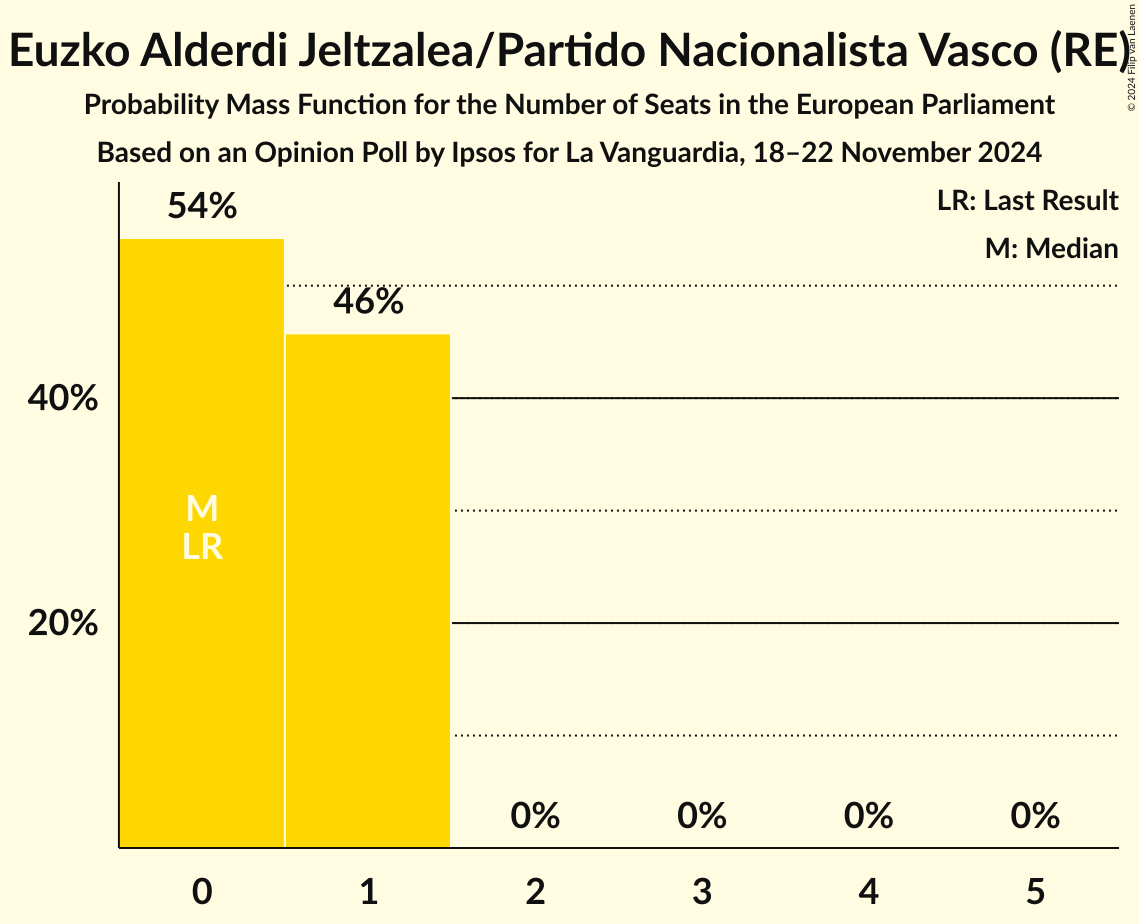 Euzko Alderdi Jeltzalea/Partido Nacionalista Vasco (RE)
© 2024 Filip van Laenen
Probability Mass Function for the Number of Seats in the European Parliament
Based on an Opinion Poll by Ipsos for La Vanguardia, 18–22 November 2024
LR: Last Result
M: Median
54%
46%
40%
20%
M
LR
0%
0%
0%
0%
0
1
2
3
4
5